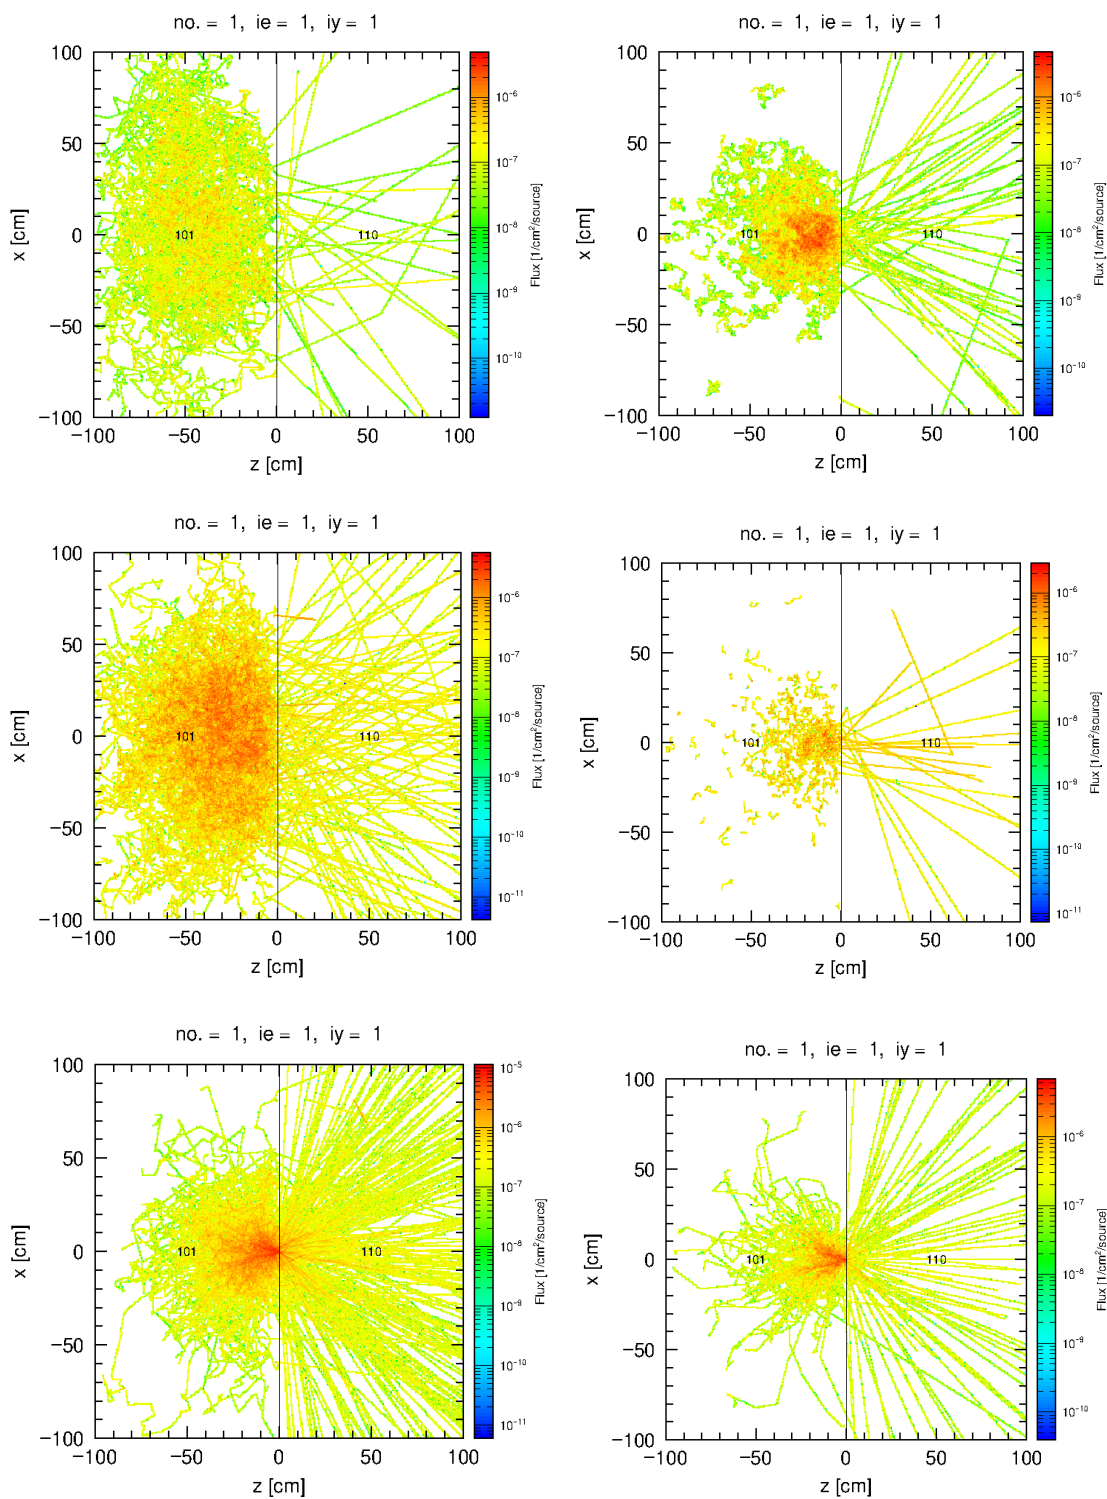 no. = 1, ie = 1, iy = 1
100
50
0
−50
−100
x [cm]
101
110
−100 −50 0 50 100
z [cm]
10⁻⁶
10⁻⁷
10⁻⁸
10⁻⁹
10⁻¹⁰
Flux [1/cm²/source]
no. = 1, ie = 1, iy = 1
100
50
0
−50
−100
x [cm]
101
110
−100 −50 0 50 100
z [cm]
10⁻⁶
10⁻⁷
10⁻⁸
10⁻⁹
10⁻¹⁰
Flux [1/cm²/source]
no. = 1, ie = 1, iy = 1
100
50
0
−50
−100
x [cm]
101
110
−100 −50 0 50 100
z [cm]
10⁻⁶
10⁻⁷
10⁻⁸
10⁻⁹
10⁻¹⁰
10⁻¹¹
Flux [1/cm²/source]
no. = 1, ie = 1, iy = 1
100
50
0
−50
−100
x [cm]
101
110
−100 −50 0 50 100
z [cm]
10⁻⁶
10⁻⁷
10⁻⁸
10⁻⁹
10⁻¹⁰
10⁻¹¹
Flux [1/cm²/source]
no. = 1, ie = 1, iy = 1
100
50
0
−50
−100
x [cm]
101
110
−100 −50 0 50 100
z [cm]
10⁻⁵
10⁻⁶
10⁻⁷
10⁻⁸
10⁻⁹
10⁻¹⁰
10⁻¹¹
Flux [1/cm²/source]
no. = 1, ie = 1, iy = 1
100
50
0
−50
−100
x [cm]
101
110
−100 −50 0 50 100
z [cm]
10⁻⁶
10⁻⁷
10⁻⁸
10⁻⁹
10⁻¹⁰
Flux [1/cm²/source]